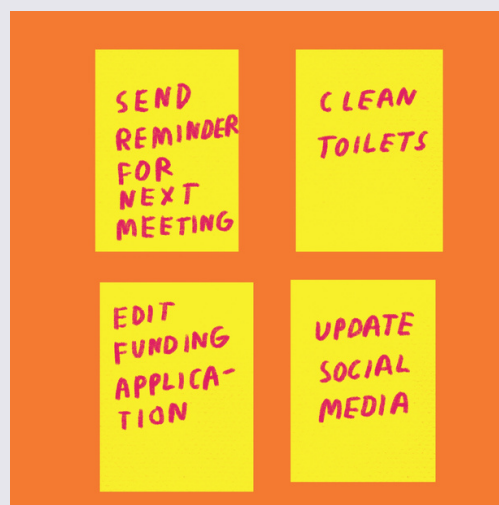 SEND
REMINDER
FOR
NEXT
MEETING
CLEAN
TOILETS
EDIT
FUNDING
APPLICA-
TION
UPDATE
SOCIAL
MEDIA